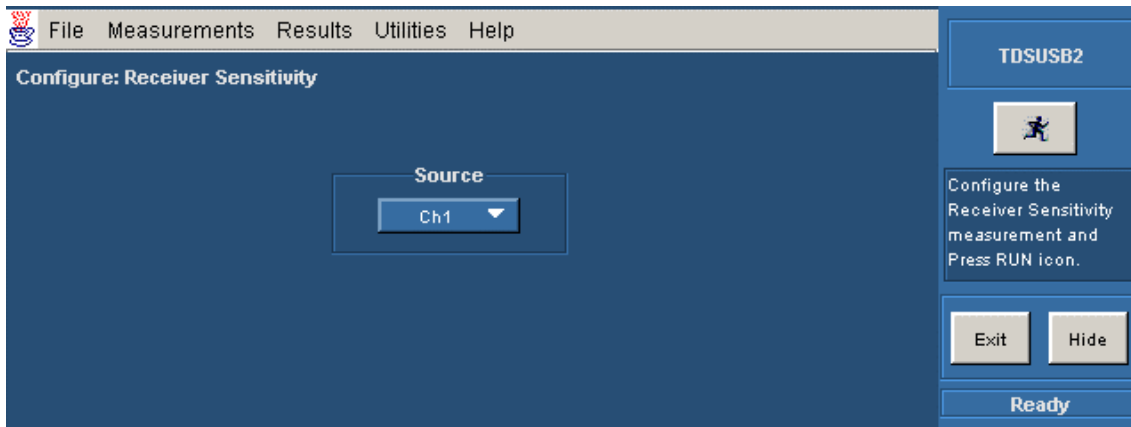 File Measurements Results Utilities Help
Configure: Receiver Sensitivity
Source
Ch1
TDSUSB2
Configure the
Receiver Sensitivity
measurement and
Press RUN icon.
Exit Hide
Ready